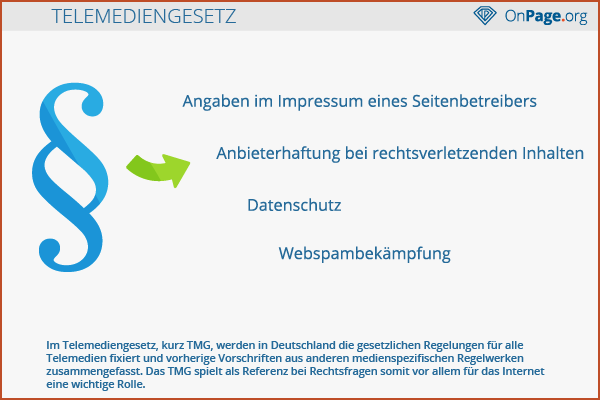 TELEMEDIENGESETZ
OnPage.org
Angaben im Impressum eines Seitenbetreibers
§
Anbieterhaftung bei rechtsverletzenden Inhalten
Datenschutz
Webspambekämpfung
Im Telemediengesetz, kurz TMG, werden in Deutschland die gesetzlichen Regelungen für alle
Telemedien fixiert und vorherige Vorschriften aus anderen medienspezifischen Regelwerken
zusammengefasst. Das TMG spielt als Referenz bei Rechtsfragen somit vor allem für das Internet
eine wichtige Rolle.